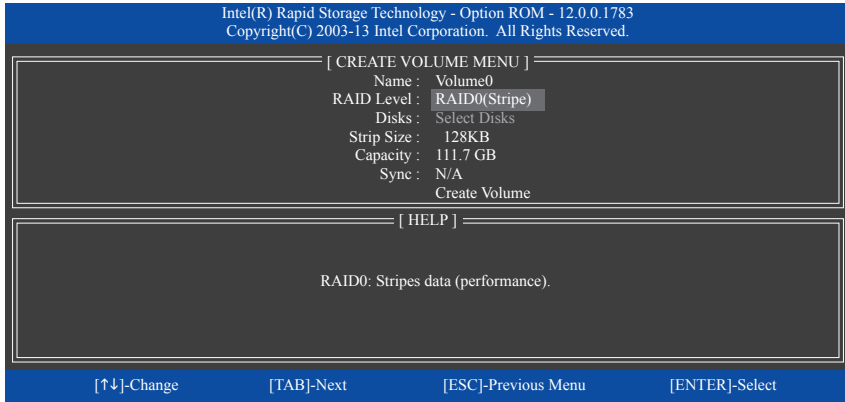 Intel(R) Rapid Storage Technology - Option ROM - 12.0.0.1783
Copyright(C) 2003-13 Intel Corporation. All Rights Reserved.
[ CREATE VOLUME MENU ]
Name : Volume0
RAID Level : RAID0(Stripe)
Disks : Select Disks
Strip Size : 128KB
Capacity : 111.7 GB
Sync : N/A
Create Volume
[ HELP ]
RAID0: Stripes data (performance).
[↑↓]-Change [TAB]-Next [ESC]-Previous Menu [ENTER]-Select